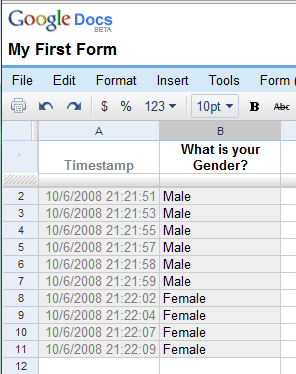 Google Docs
BETA
My First Form
File Edit Format Insert Tools Form (
$ % 123 10pt B Abc
A B
Timestamp What is your Gender?
2 10/6/2008 21:21:51 Male
3 10/6/2008 21:21:53 Male
4 10/6/2008 21:21:55 Male
5 10/6/2008 21:21:57 Male
6 10/6/2008 21:21:58 Male
7 10/6/2008 21:21:59 Male
8 10/6/2008 21:22:02 Female
9 10/6/2008 21:22:04 Female
10 10/6/2008 21:22:07 Female
11 10/6/2008 21:22:09 Female
12